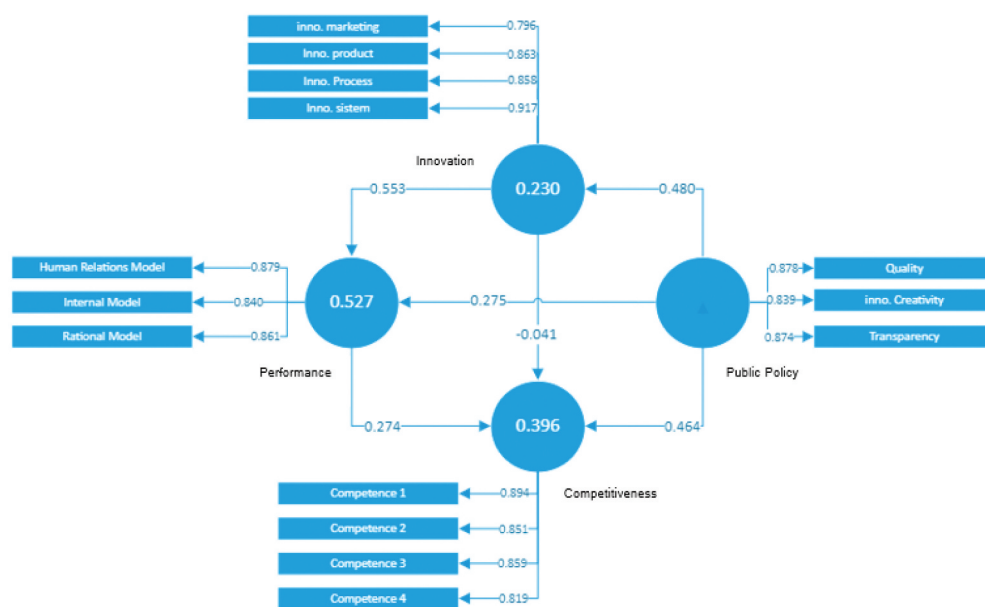 inno. marketing
0.796
Inno. product
0.863
Inno. Process
0.858
Inno. sistem
0.917
Innovation
0.230
0.553
0.480
Human Relations Model
0.879
Internal Model
0.840
Rational Model
0.861
0.527
0.275
0.878
Quality
0.839
inno. Creativity
0.874
Transparency
-0.041
Performance
Public Policy
0.274
0.396
0.464
Competitiveness
Competence 1
0.894
Competence 2
0.851
Competence 3
0.859
Competence 4
0.819